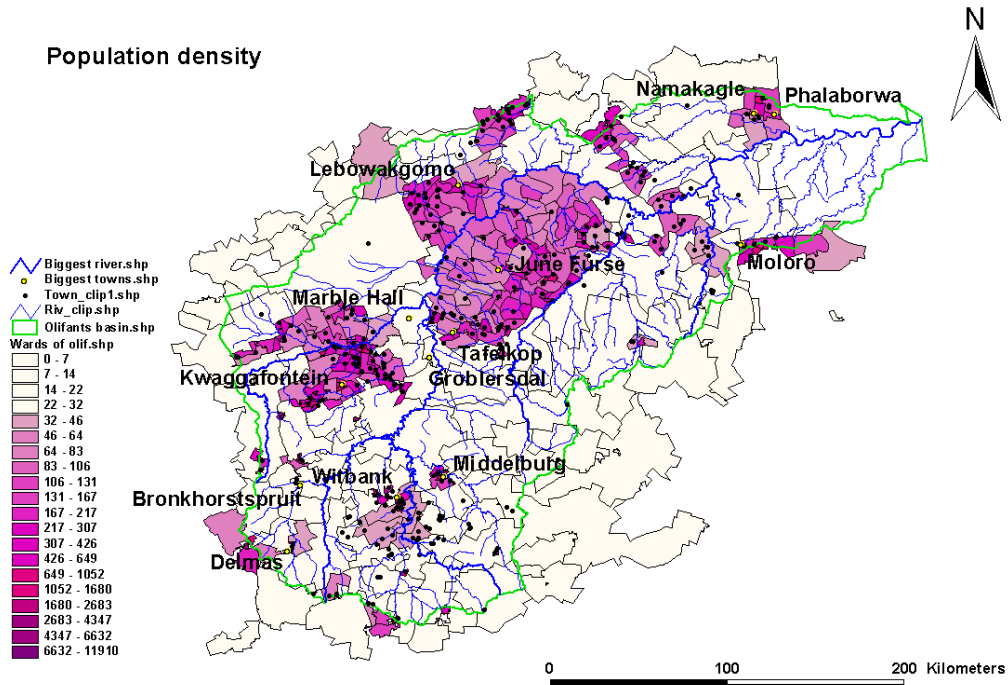 Population density
N
Namakagle
Phalaborwa
Lebowakgomo
June Furse
Moloro
Marble Hall
Tafelkop
Kwaggafontein
Groblersdal
Middelburg
Witbank
Bronkhorstspruit
Delmas
Biggest river.shp
Biggest towns.shp
Town_clip1.shp
Riv_clip.shp
Olifants basin.shp
Wards of olif.shp
0 - 7
7 - 14
14 - 22
22 - 32
32 - 46
46 - 64
64 - 83
83 - 106
106 - 131
131 - 167
167 - 217
217 - 307
307 - 426
426 - 649
649 - 1052
1052 - 1680
1680 - 2683
2683 - 4347
4347 - 6632
6632 - 11910
0 100 200 Kilometers